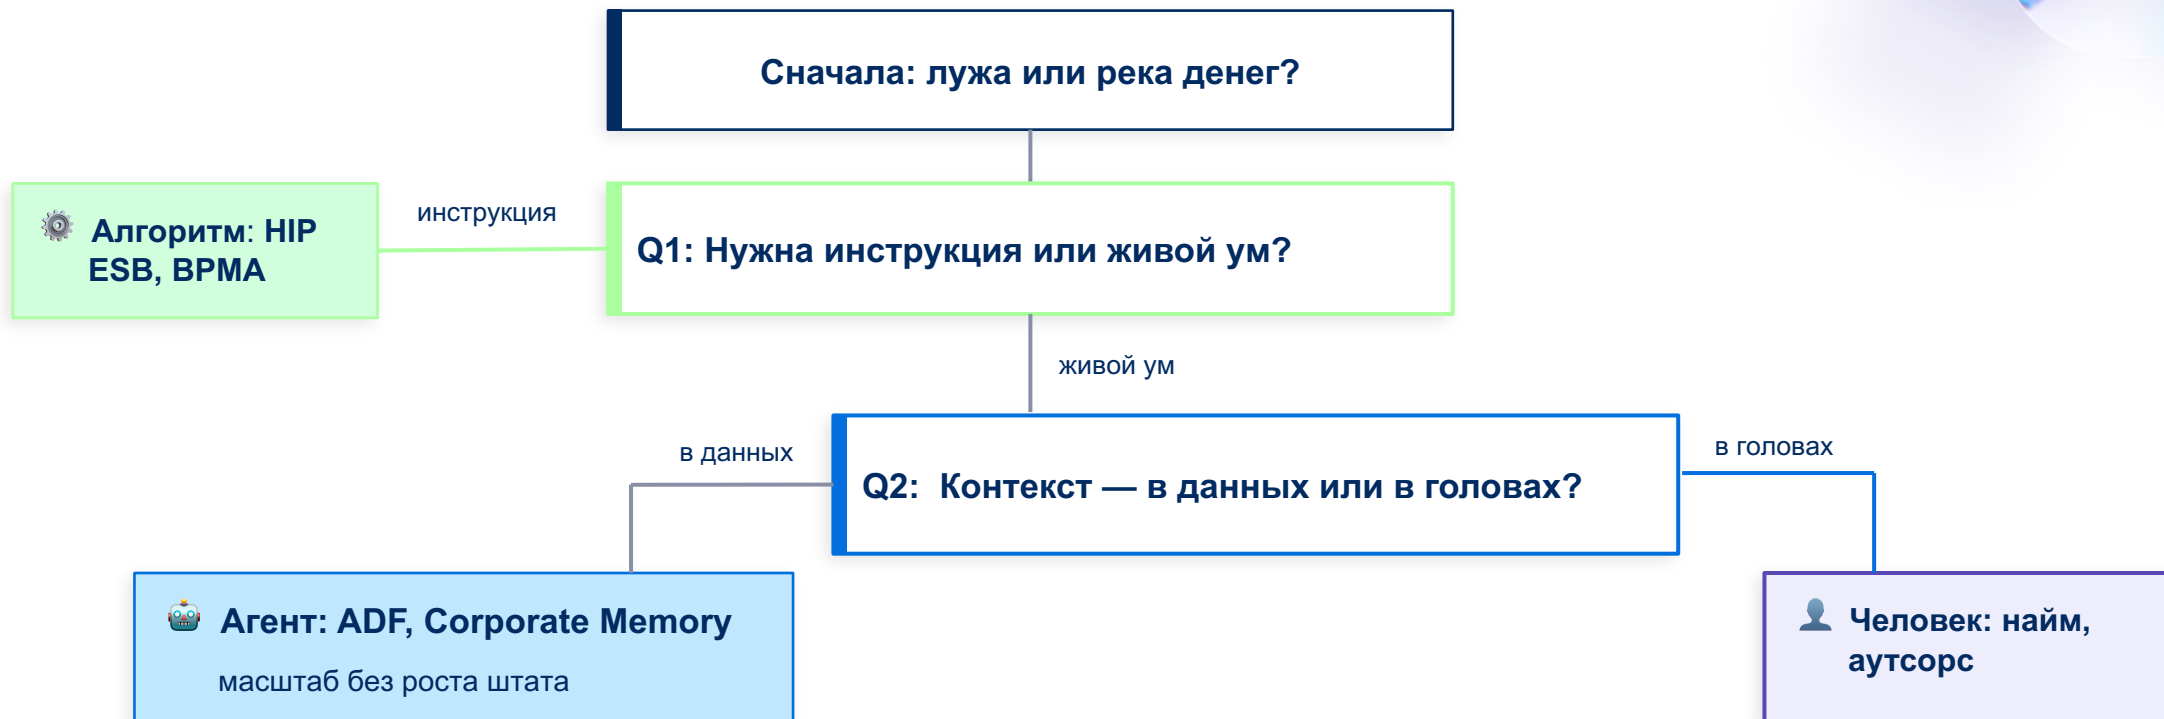 Сначала: лужа или река денег?
Алгоритм: HIP
ESB, BPMA
инструкция
Q1: Нужна инструкция или живой ум?
живой ум
в данных
Q2: Контекст — в данных или в головах?
в головах
Агент: ADF, Corporate Memory
масштаб без роста штата
Человек: найм,
аутсорс